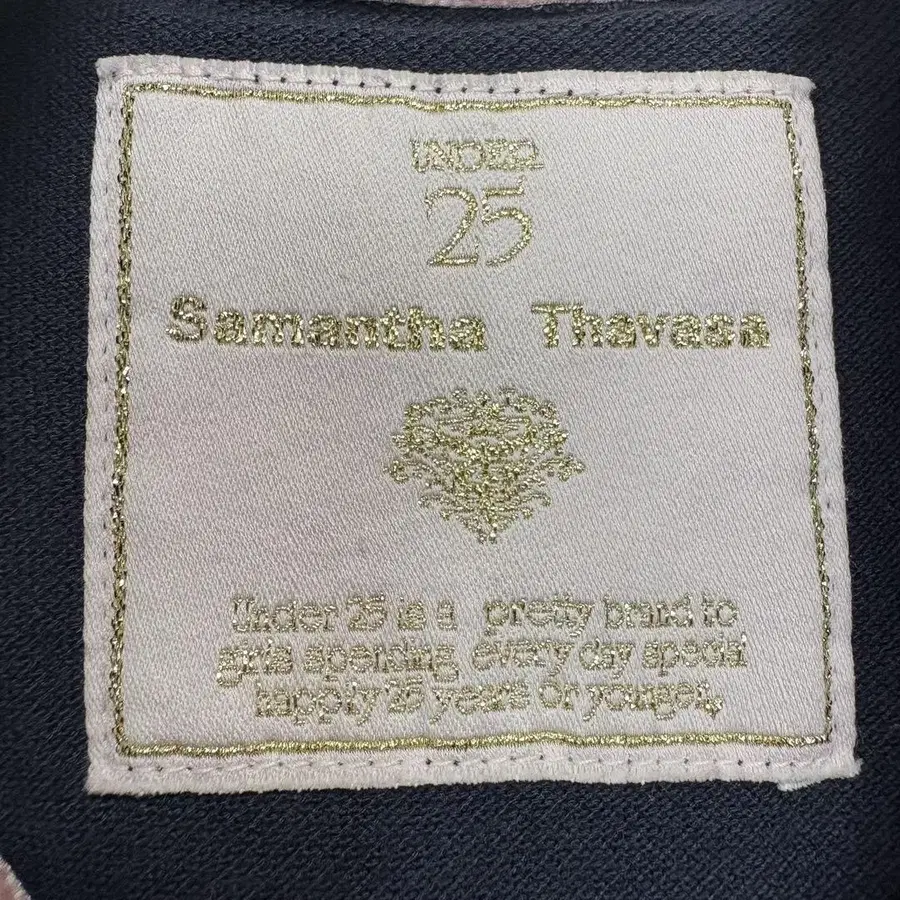 UNDER
25
Samantha Thavasa
Under 25 is a pretty brand to
girls spending every day special
happily 25 years or younger.